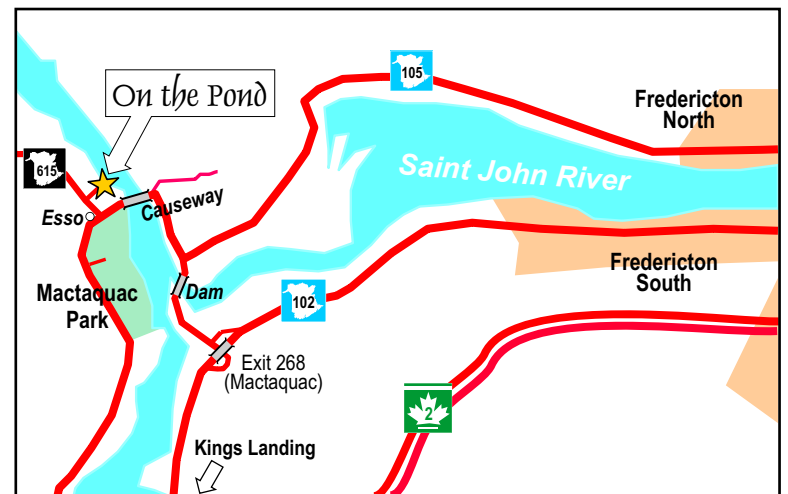 105
On the Pond
Fredericton
North
615
Saint John River
Causeway
Esso
Fredericton
South
Mactaquac
Park
Dam
102
Exit 268
(Mactaquac)
2
Kings Landing